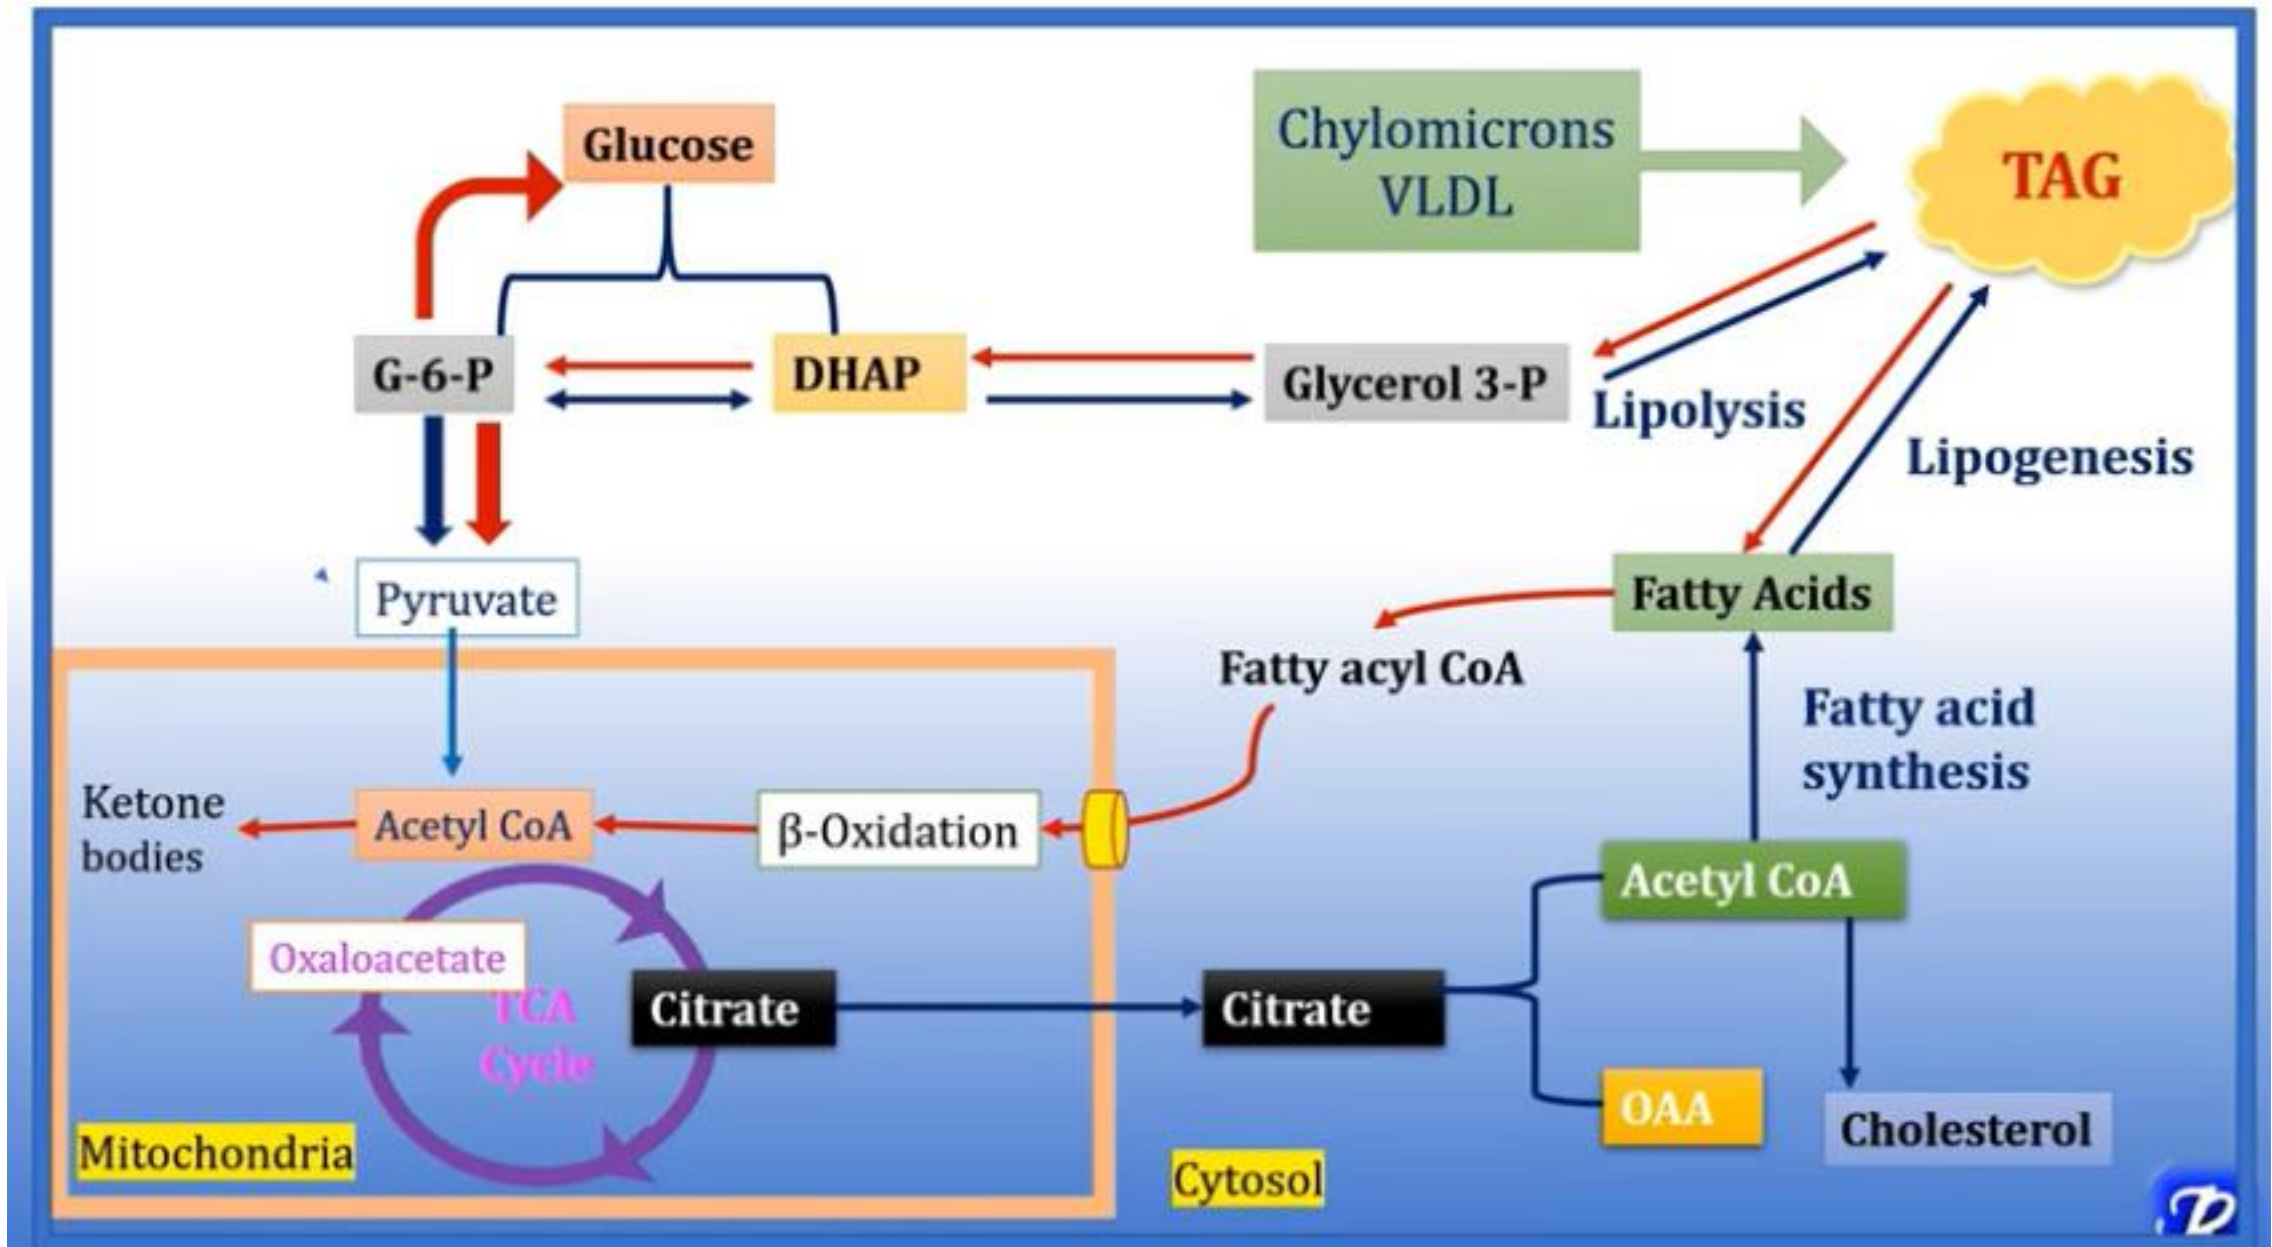 Glucose
Chylomicrons
VLDL
TAG
G-6-P
DHAP
Glycerol 3-P
Lipolysis
Lipogenesis
Pyruvate
Fatty Acids
Fatty acyl CoA
Fatty acid
synthesis
Ketone
bodies
Acetyl CoA
β-Oxidation
Acetyl CoA
Oxaloacetate
TCA
Cycle
Citrate
Citrate
OAA
Cholesterol
Mitochondria
Cytosol